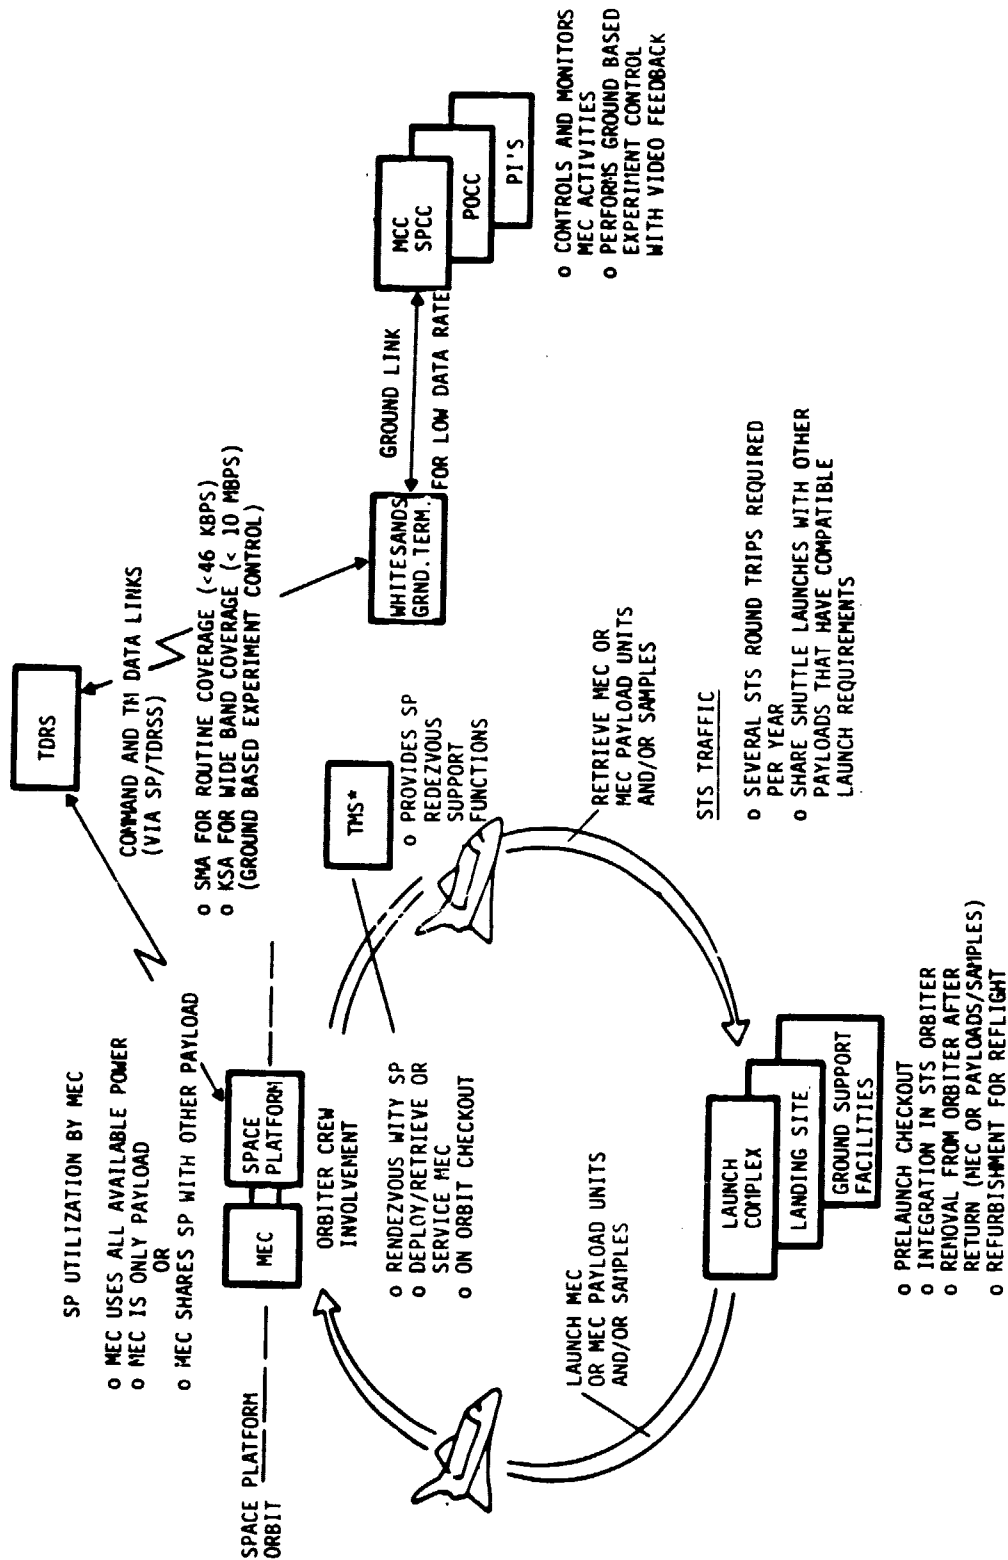 SP UTILIZATION BY MEC
o MEC USES ALL AVAILABLE POWER
o MEC IS ONLY PAYLOAD
OR
o MEC SHARES SP WITH OTHER PAYLOAD
SPACE PLATFORM
ORBIT
MEC
SPACE
PLATFORM
TDRS
COMMAND AND TM DATA LINKS
(VIA SP/TDRSS)
o SMA FOR ROUTINE COVERAGE (<46 KBPS)
o KSA FOR WIDE BAND COVERAGE (< 10 MBPS)
(GROUND BASED EXPERIMENT CONTROL)
ORBITER CREW
INVOLVEMENT
o RENDEZVOUS WITY SP
o DEPLOY/RETRIEVE OR
SERVICE MEC
o ON ORBIT CHECKOUT
TMS*
o PROVIDES SP
REDEZVOUS
SUPPORT
FUNCTIONS
WHITESANDS
GRND.TERM.
GROUND LINK
FOR LOW DATA RATE
MCC
SPCC
POCC
PI'S
o CONTROLS AND MONITORS
MEC ACTIVITIES
o PERFORMS GROUND BASED
EXPERIMENT CONTROL
WITH VIDEO FEEDBACK
LAUNCH MEC
OR MEC PAYLOAD UNITS
AND/OR SAMPLES
RETRIEVE MEC OR
MEC PAYLOAD UNITS
AND/OR SAMPLES
STS TRAFFIC
o SEVERAL STS ROUND TRIPS REQUIRED
PER YEAR
o SHARE SHUTTLE LAUNCHES WITH OTHER
PAYLOADS THAT HAVE COMPATIBLE
LAUNCH REQUIREMENTS
LAUNCH
COMPLEX
LANDING SITE
GROUND SUPPORT
FACILITIES
o PRELAUNCH CHECKOUT
o INTEGRATION IN STS ORBITER
o REMOVAL FROM ORBITER AFTER
RETURN (MEC OR PAYLOADS/SAMPLES)
o REFURBISHMENT FOR REFLIGHT